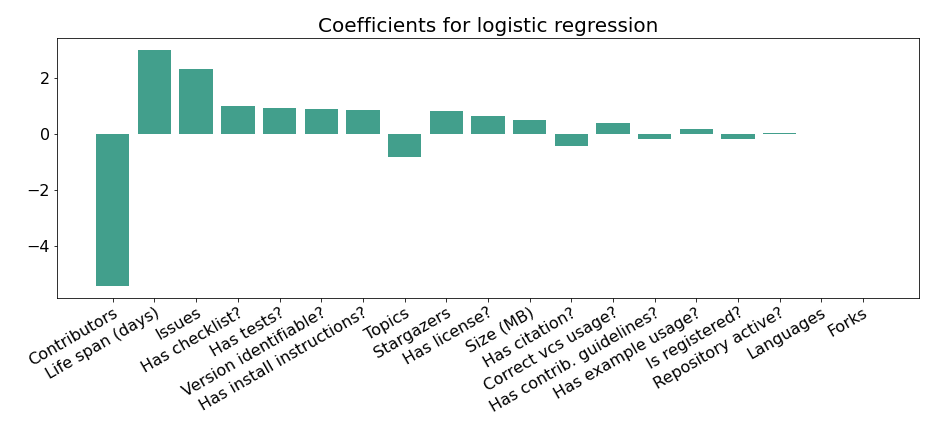 Coefficients for logistic regression
2
0
−2
−4
Contributors
Life span (days)
Issues
Has checklist?
Has tests?
Version identifiable?
Has install instructions?
Topics
Stargazers
Has license?
Size (MB)
Has citation?
Correct vcs usage?
Has contrib. guidelines?
Has example usage?
Is registered?
Repository active?
Languages
Forks